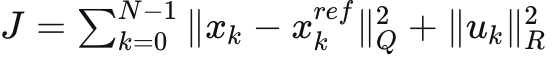 J = \sum_{k=0}^{N-1} \|x_k - x_k^{ref}\|_Q^2 + \|u_k\|_R^2